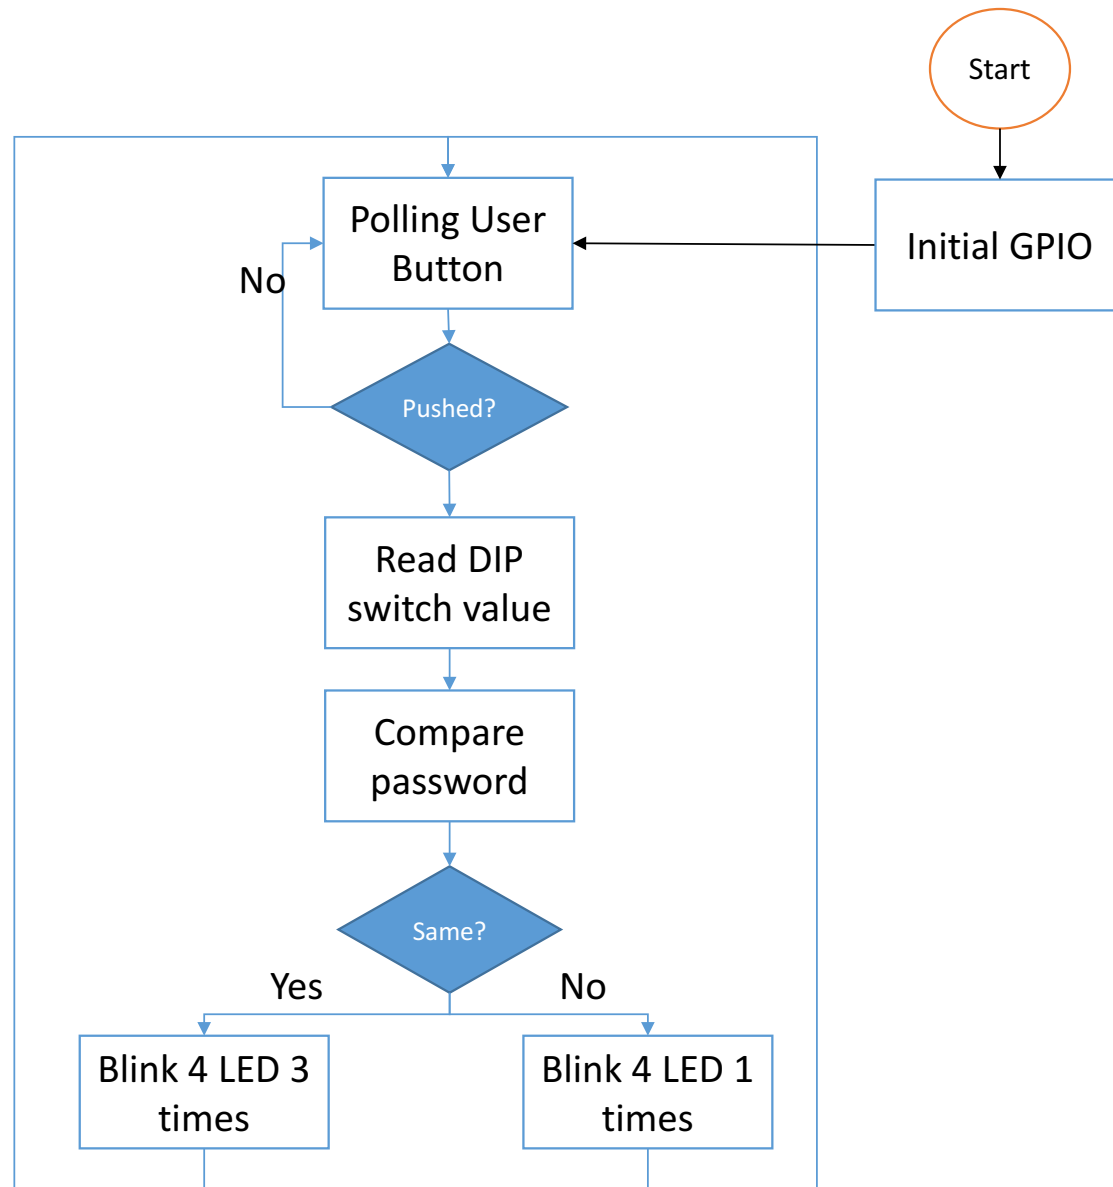 Start
Initial GPIO
Polling User
Button
No
Pushed?
Read DIP
switch value
Compare
password
Same?
Yes
No
Blink 4 LED 3
times
Blink 4 LED 1
times